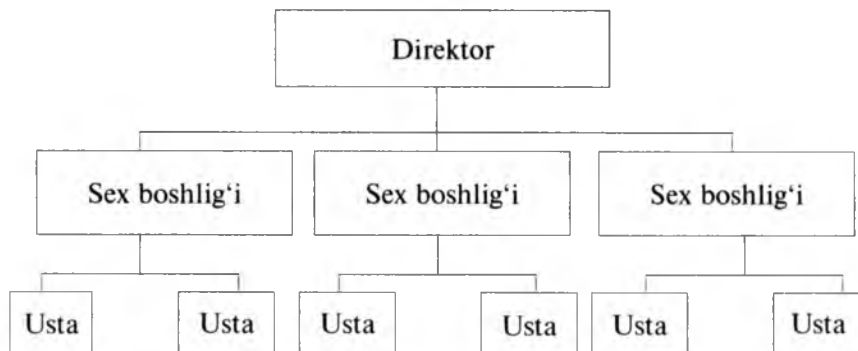 Direktor
Sex boshlig‘i Sex boshlig‘i Sex boshlig‘i
Usta Usta Usta Usta Usta Usta